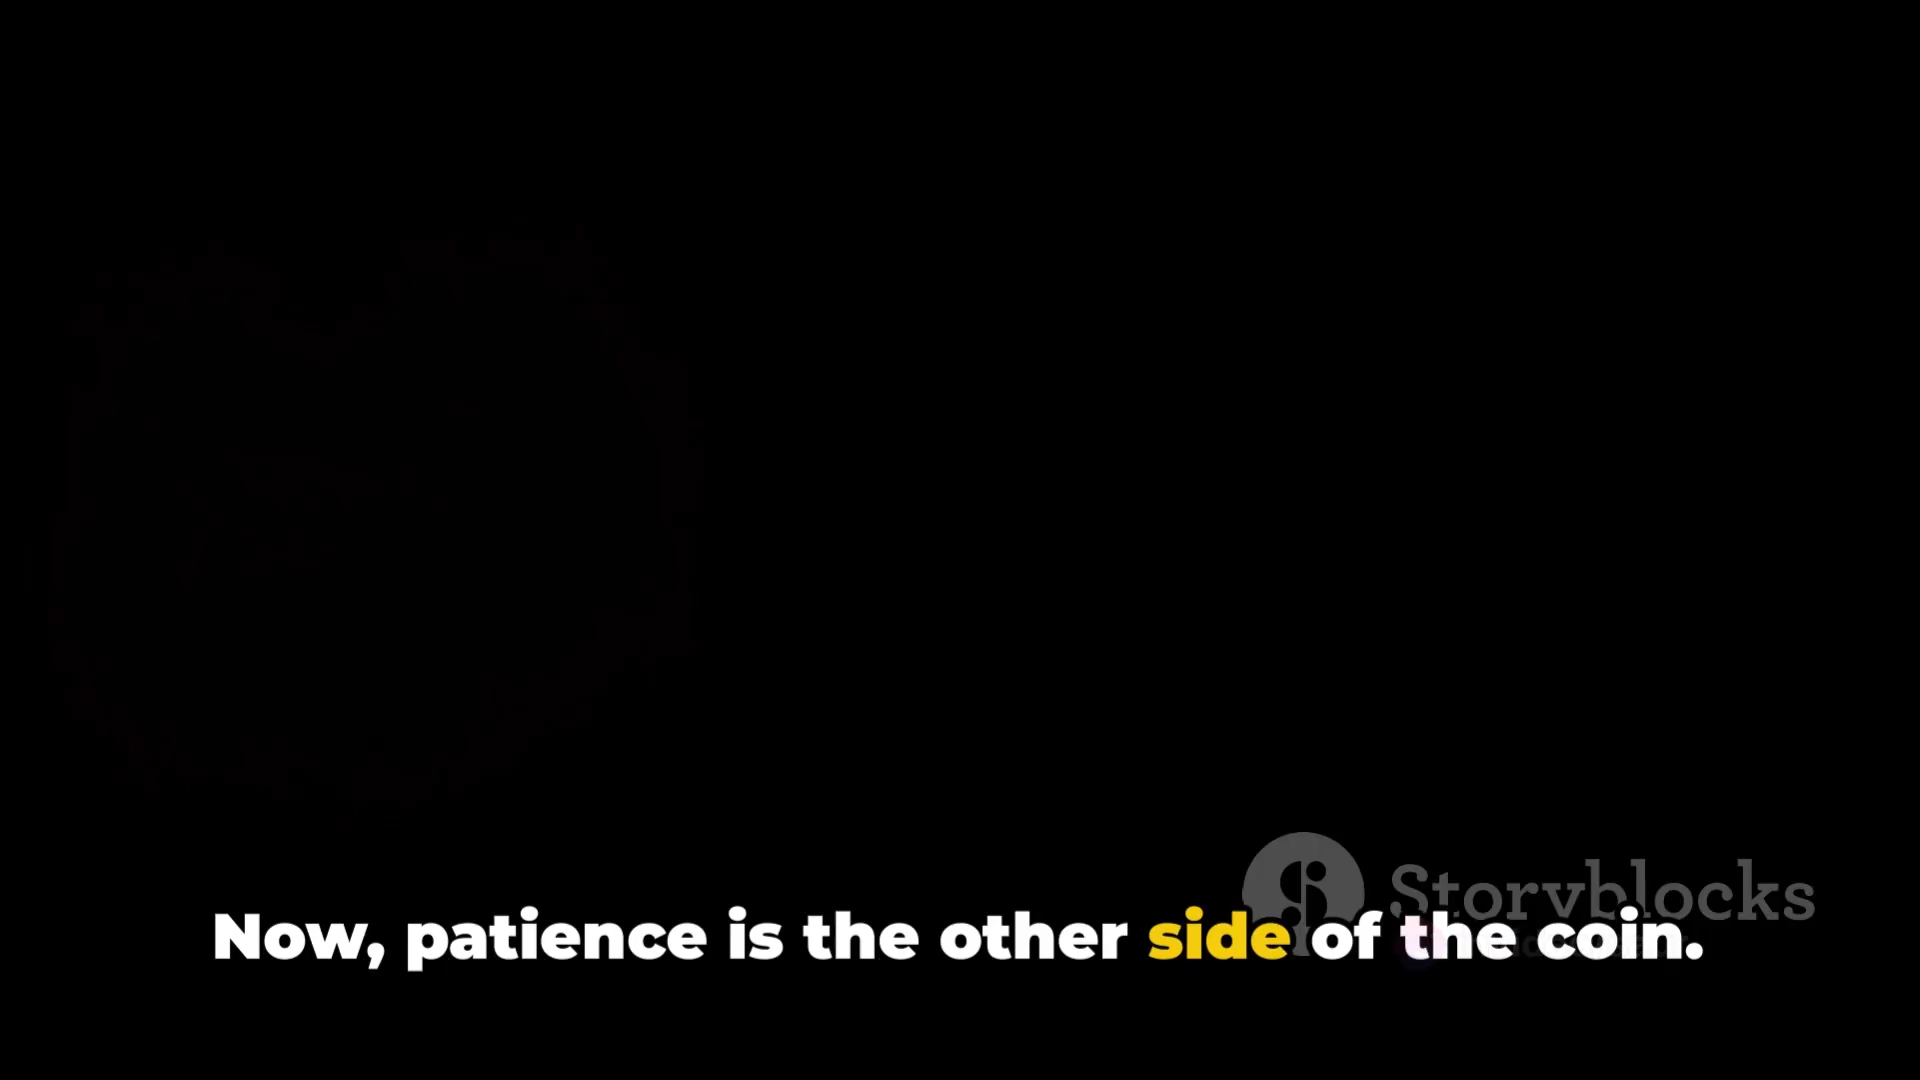 Storyblocks
Now, patience is the other side of the coin.